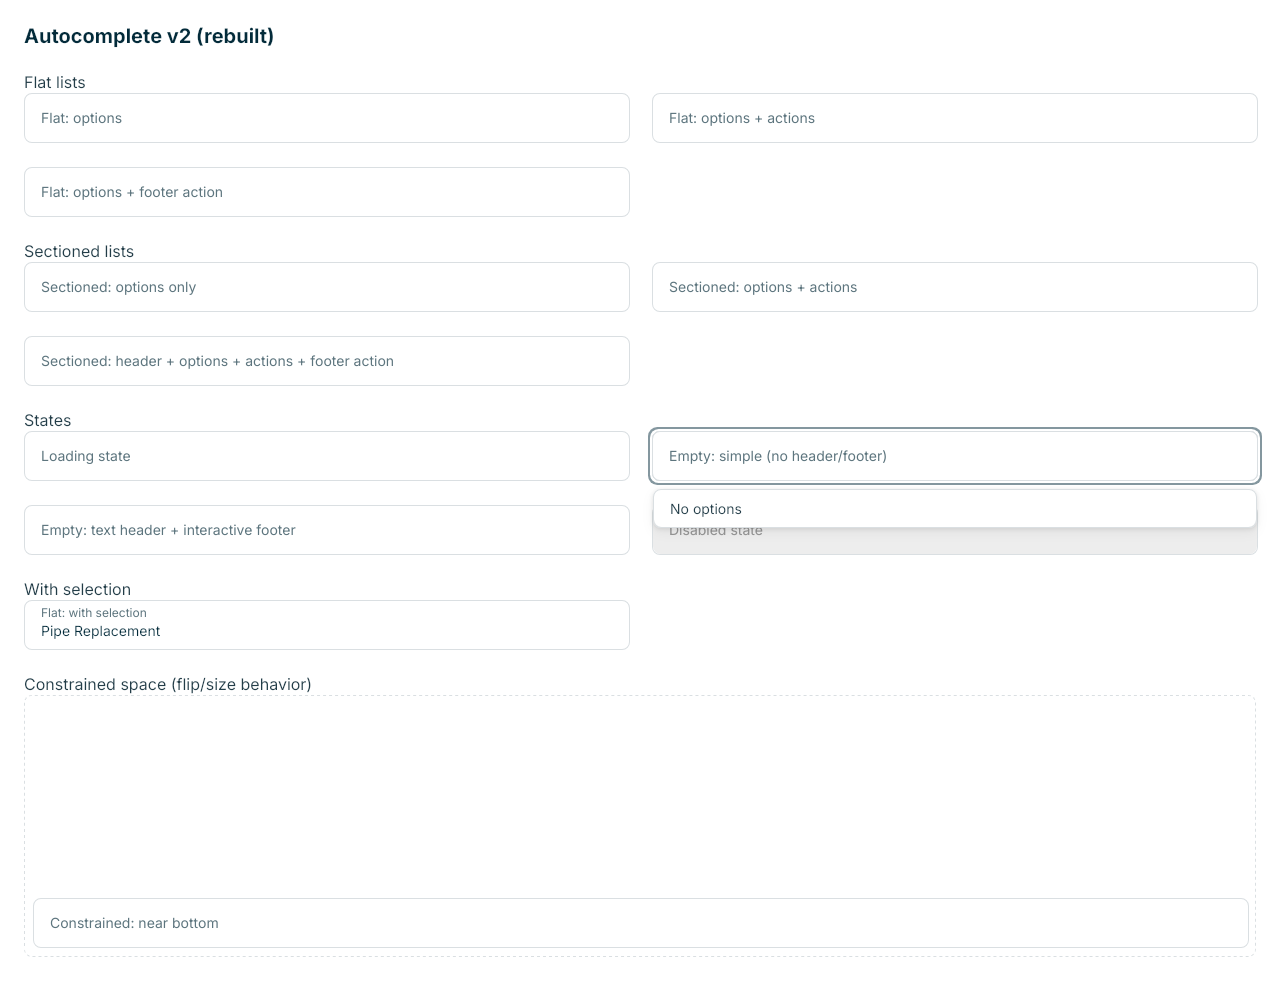 Autocomplete v2 (rebuilt)
Flat lists
Flat: options
Flat: options + actions
Flat: options + footer action
Sectioned lists
Sectioned: options only
Sectioned: options + actions
Sectioned: header + options + actions + footer action
States
Loading state
Empty: simple (no header/footer)
No options
Empty: text header + interactive footer
Disabled state
With selection
Flat: with selection
Pipe Replacement
Constrained space (flip/size behavior)
Constrained: near bottom